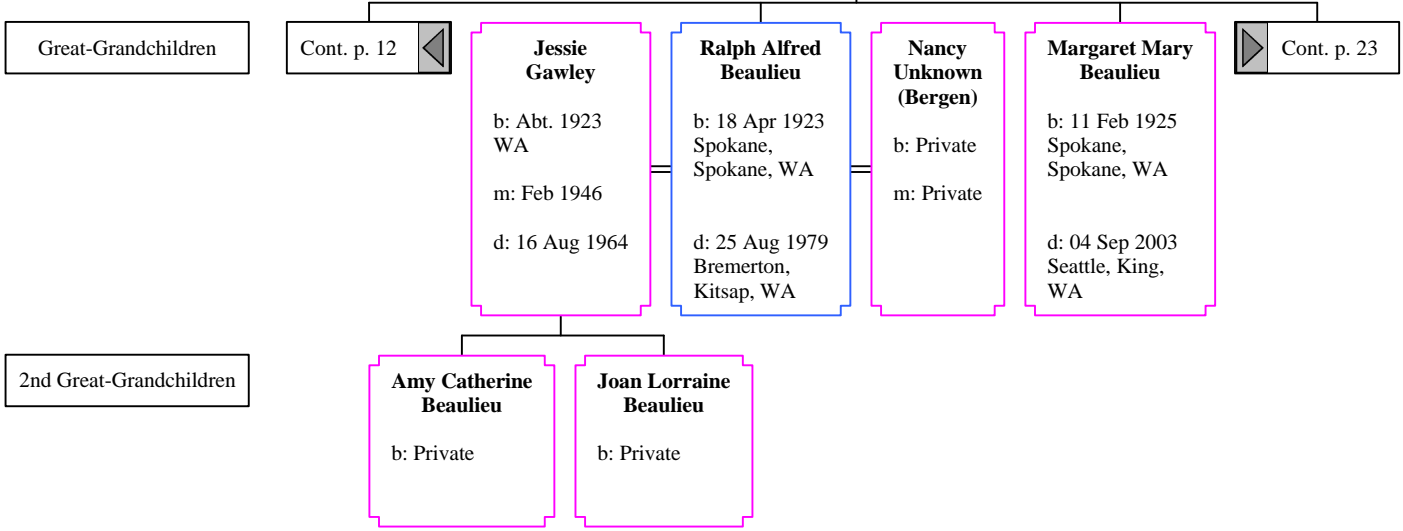 Great-Grandchildren
Cont. p. 12
Jessie
Gawley
b: Abt. 1923
WA
m: Feb 1946
d: 16 Aug 1964
Ralph Alfred
Beaulieu
b: 18 Apr 1923
Spokane,
Spokane, WA
d: 25 Aug 1979
Bremerton,
Kitsap, WA
Nancy
Unknown
(Bergen)
b: Private
m: Private
Margaret Mary
Beaulieu
b: 11 Feb 1925
Spokane,
Spokane, WA
d: 04 Sep 2003
Seattle, King,
WA
Cont. p. 23
2nd Great-Grandchildren
Amy Catherine
Beaulieu
b: Private
Joan Lorraine
Beaulieu
b: Private